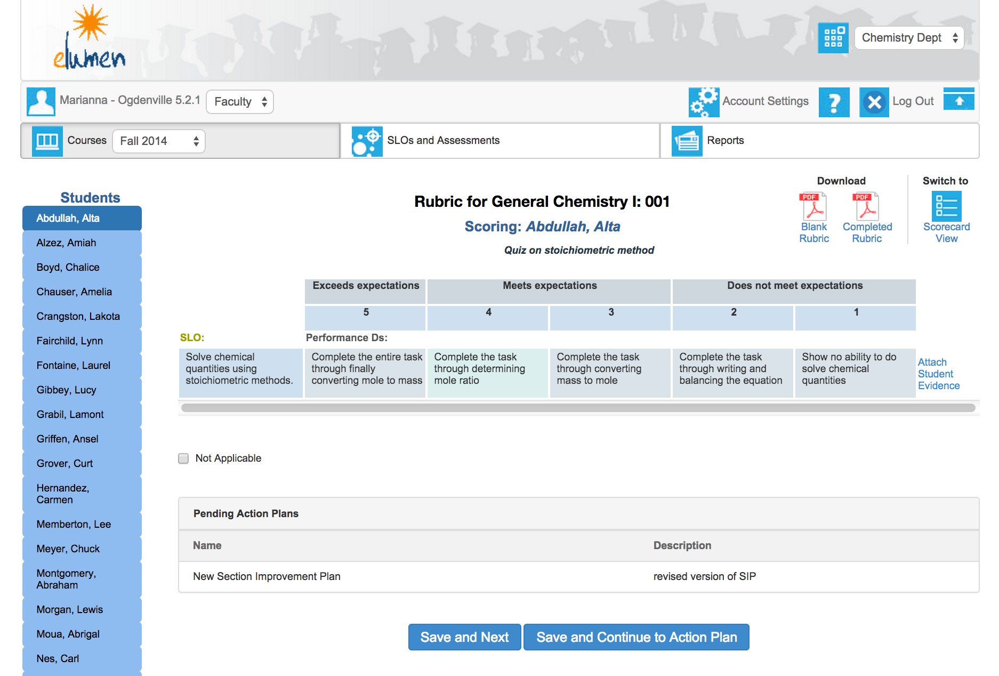 elumen
Chemistry Dept
Marianna - Ogdenville 5.2.1
Faculty
Account Settings
?
Log Out
Courses
Fall 2014
SLOs and Assessments
Reports
Students
Abdullah, Alta
Alzez, Amiah
Boyd, Chalice
Chauser, Amelia
Crangston, Lakota
Fairchild, Lynn
Fontaine, Laurel
Gibbey, Lucy
Grabil, Lamont
Griffen, Ansel
Grover, Curt
Hernandez,
Carmen
Memberton, Lee
Meyer, Chuck
Montgomery,
Abraham
Morgan, Lewis
Moua, Abrigal
Nes, Carl
Rubric for General Chemistry I: 001
Scoring: Abdullah, Alta
Quiz on stoichiometric method
Download
PDF
Blank
Rubric
PDF
Completed
Rubric
Switch to
Scorecard
View
Exceeds expectations
Meets expectations
Does not meet expectations
5
4
3
2
1
SLO:
Performance Ds:
Solve chemical
quantities using
stoichiometric methods.
Complete the entire task
through finally
converting mole to mass
Complete the task
through determining
mole ratio
Complete the task
through converting
mass to mole
Complete the task
through writing and
balancing the equation
Show no ability to do
solve chemical
quantities
Attach
Student
Evidence
Not Applicable
Pending Action Plans
Name
Description
New Section Improvement Plan
revised version of SIP
Save and Next
Save and Continue to Action Plan